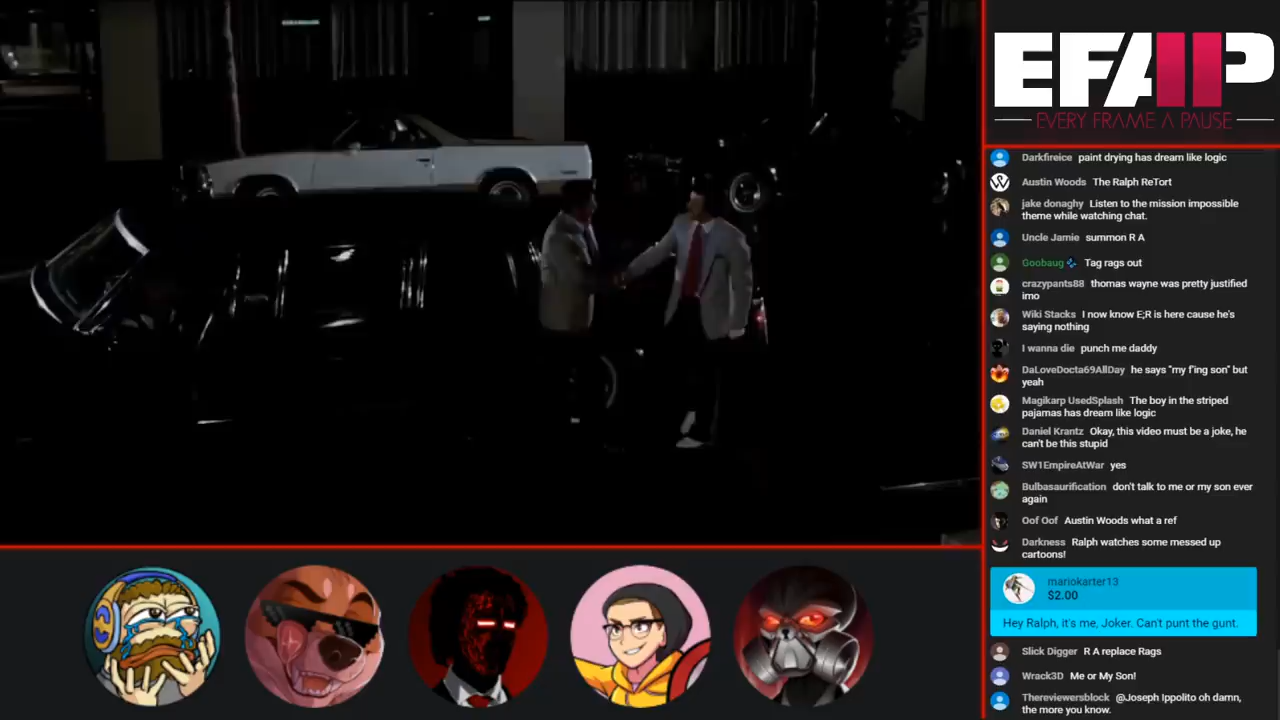 EFAP
EVERY FRAME A PAUSE
Darkfireice paint drying has dream like logic
Austin Woods The Ralph ReTort
jake donaghy Listen to the mission impossible
theme while watching chat.
Uncle Jamie summon R A
Goobaug Tag rags out
crazypants88 thomas wayne was pretty justified
imo
Wiki Stacks I now know E;R is here cause he's
saying nothing
I wanna die punch me daddy
DaLoveDocta69AllDay he says "my f'ing son" but
yeah
Magikarp UsedSplash The boy in the striped
pajamas has dream like logic
Daniel Krantz Okay, this video must be a joke, he
can't be this stupid
SW1EmpireAtWar yes
Bulbasaurification don't talk to me or my son ever
again
Oof Oof Austin Woods what a ref
Darkness Ralph watches some messed up
cartoons!
mariokarter13
$2.00
Hey Ralph, it's me, Joker. Can't punt the gunt.
Slick Digger R A replace Rags
Wrack3D Me or My Son!
Thereviewersblock @Joseph Ippolito oh damn,
the more you know.